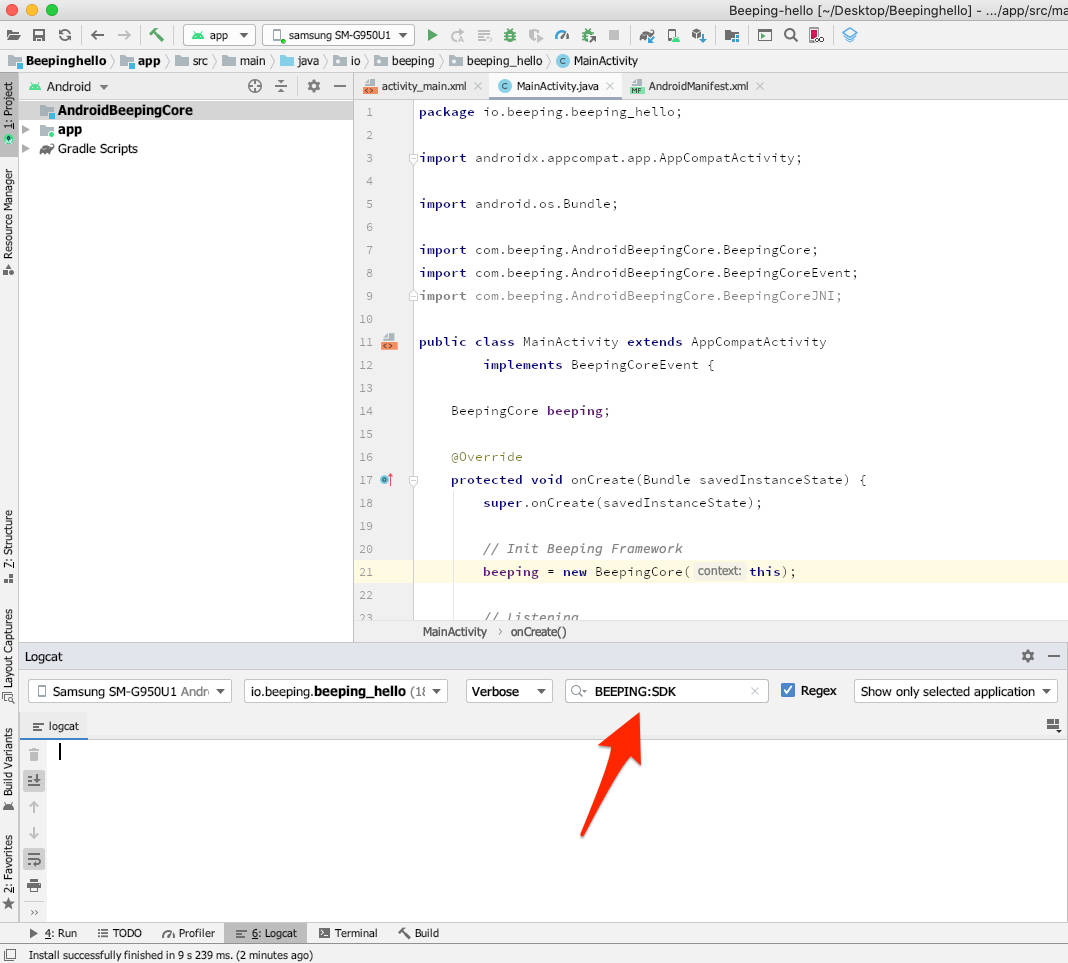 Beeping-hello [~/Desktop/Beepinghello] - .../app/src/ma
app samsung SM-G950U1
Beepinghello app src main java io beeping beeping_hello MainActivity
1: Project
Resource Manager
Z: Structure
Layout Captures
Build Variants
2: Favorites
Android
AndroidBeepingCore
app
Gradle Scripts
activity_main.xml MainActivity.java AndroidManifest.xml
1 package io.beeping.beeping_hello;
2
3 import androidx.appcompat.app.AppCompatActivity;
4
5 import android.os.Bundle;
6
7 import com.beeping.AndroidBeepingCore.BeepingCore;
8 import com.beeping.AndroidBeepingCore.BeepingCoreEvent;
9 import com.beeping.AndroidBeepingCore.BeepingCoreJNI;
10
11 public class MainActivity extends AppCompatActivity
12 implements BeepingCoreEvent {
13
14 BeepingCore beeping;
15
16 @Override
17 protected void onCreate(Bundle savedInstanceState) {
18 super.onCreate(savedInstanceState);
19
20 // Init Beeping Framework
21 beeping = new BeepingCore( context: this);
22
23 // Listening
MainActivity › onCreate()
Logcat
Samsung SM-G950U1 Andr io.beeping.beeping_hello (18 Verbose BEEPING:SDK Regex Show only selected application
logcat
4: Run TODO Profiler 6: Logcat Terminal Build
Install successfully finished in 9 s 239 ms. (2 minutes ago)